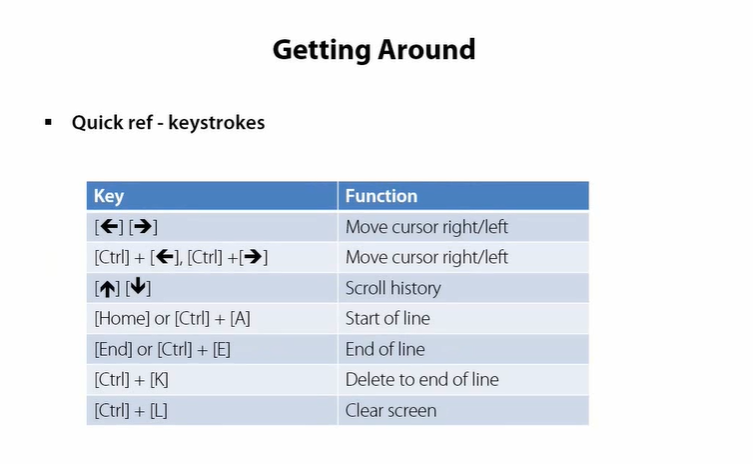 Getting Around
▪ Quick ref - keystrokes
Key Function
[←] [→] Move cursor right/left
[Ctrl] + [←], [Ctrl] +[→] Move cursor right/left
[↑] [↓] Scroll history
[Home] or [Ctrl] + [A] Start of line
[End] or [Ctrl] + [E] End of line
[Ctrl] + [K] Delete to end of line
[Ctrl] + [L] Clear screen